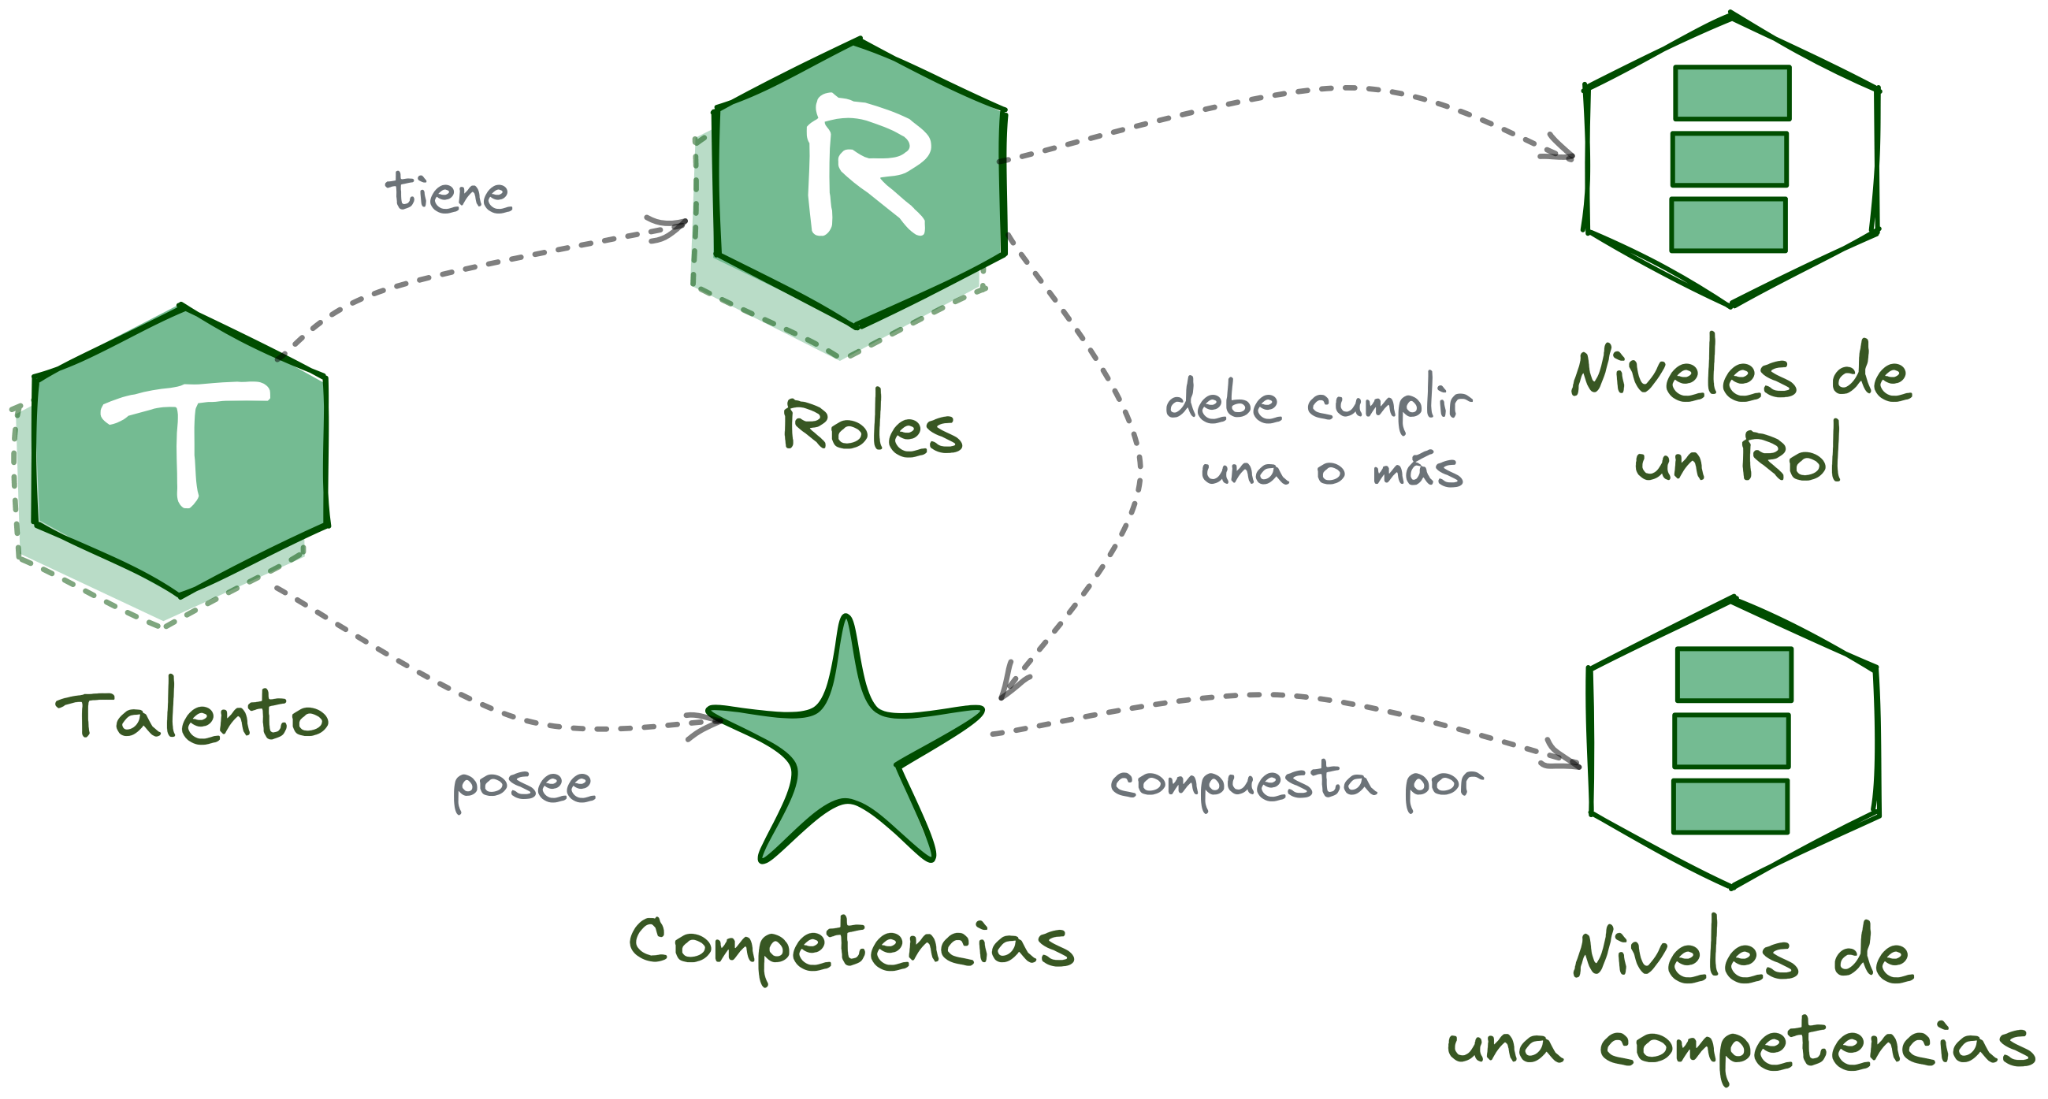 R
tiene
T
Roles
debe cumplir
una o más
Niveles de
un Rol
Talento
posee
compuesta por
Competencias
Niveles de
una competencias